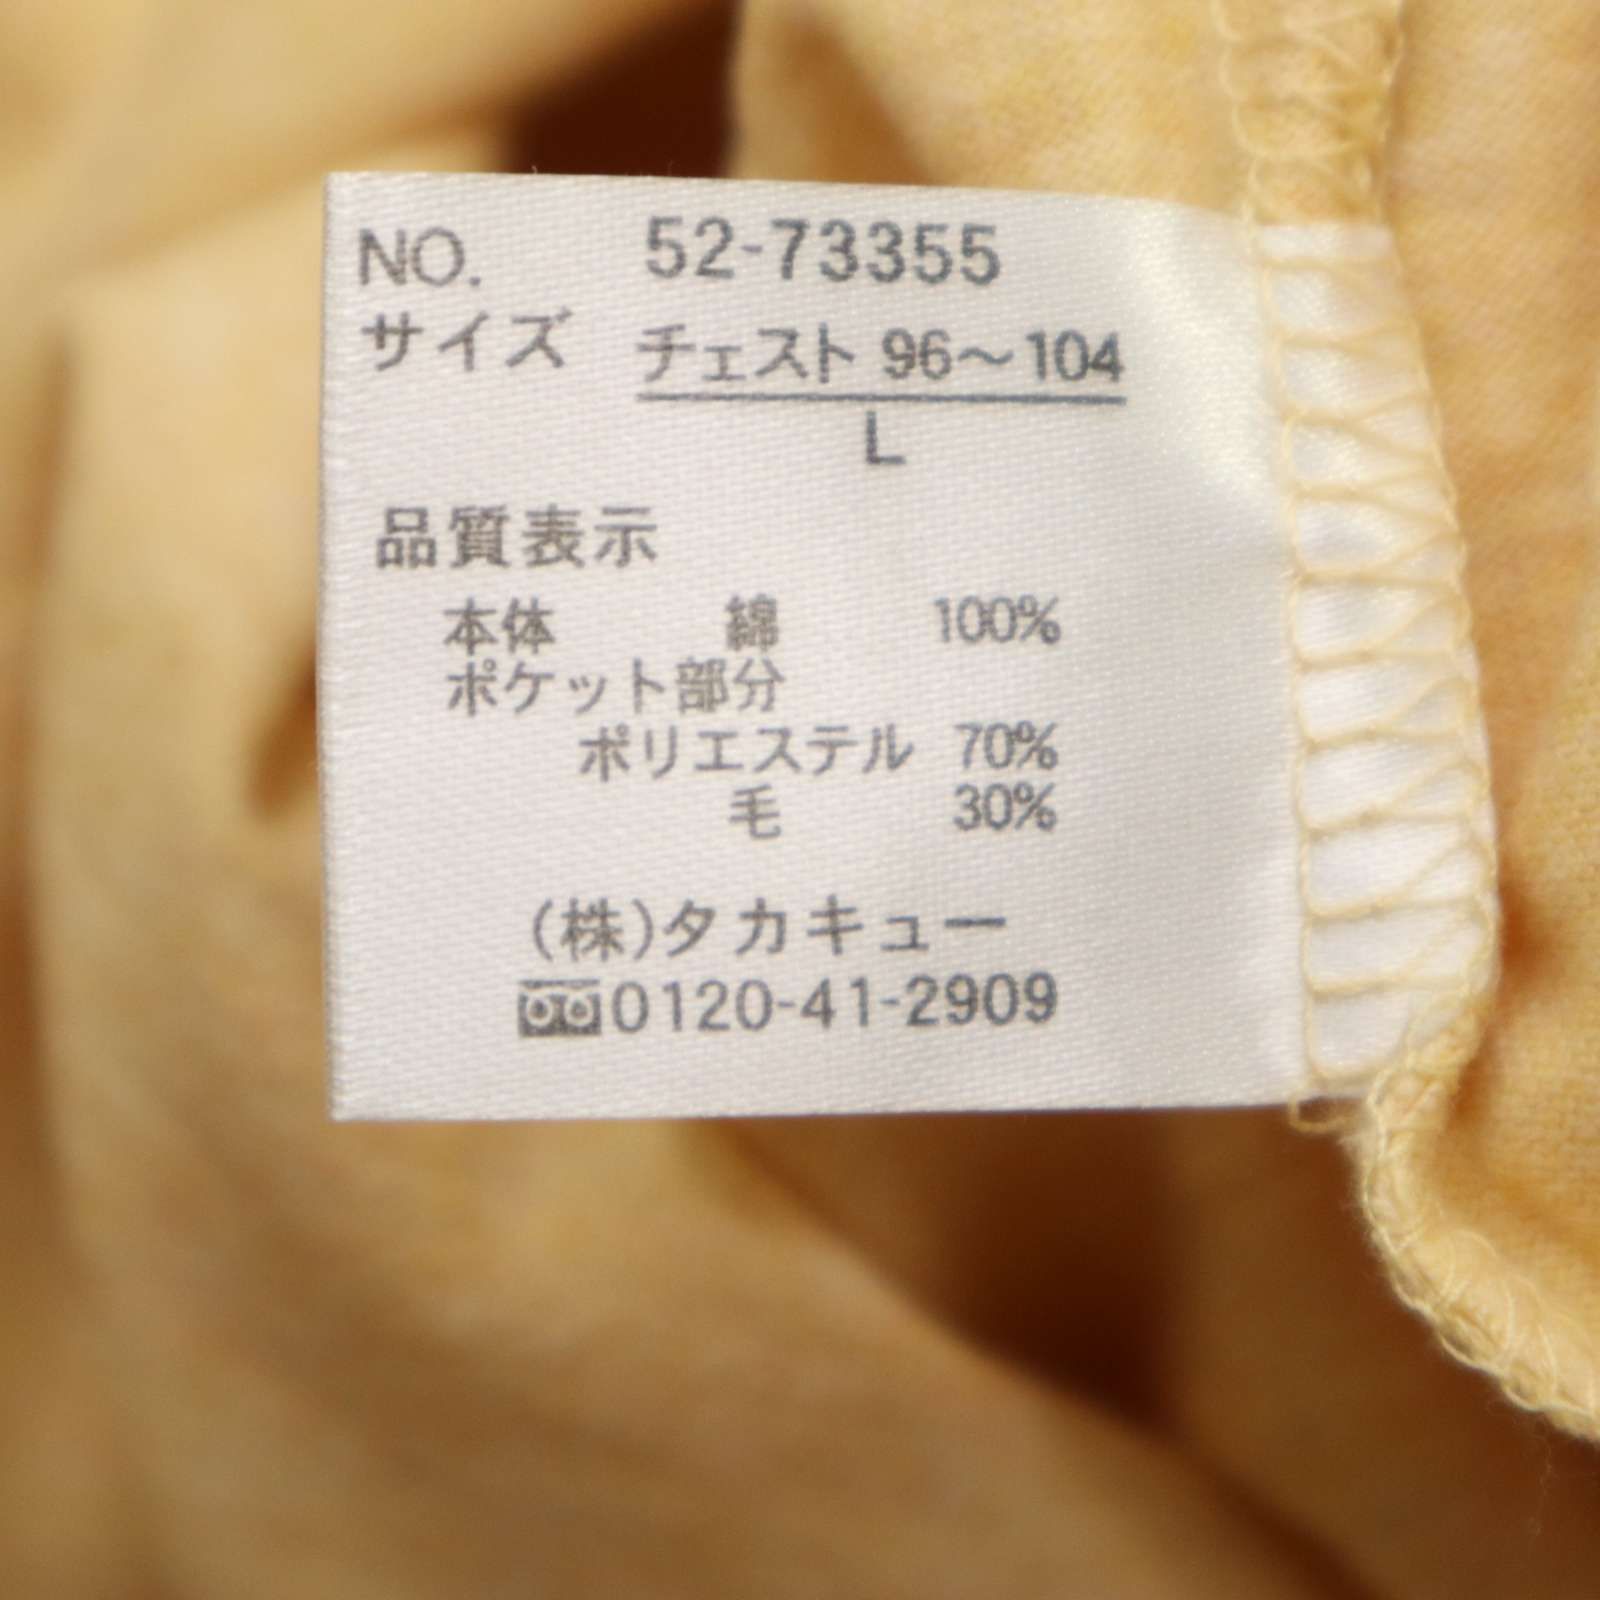 NO. 52-73355
サイズ チェスト 96〜104
L
品質表示
本体 綿 100%
ポケット部分
ポリエステル 70%
毛 30%
(株)タカキュー
0120-41-2909